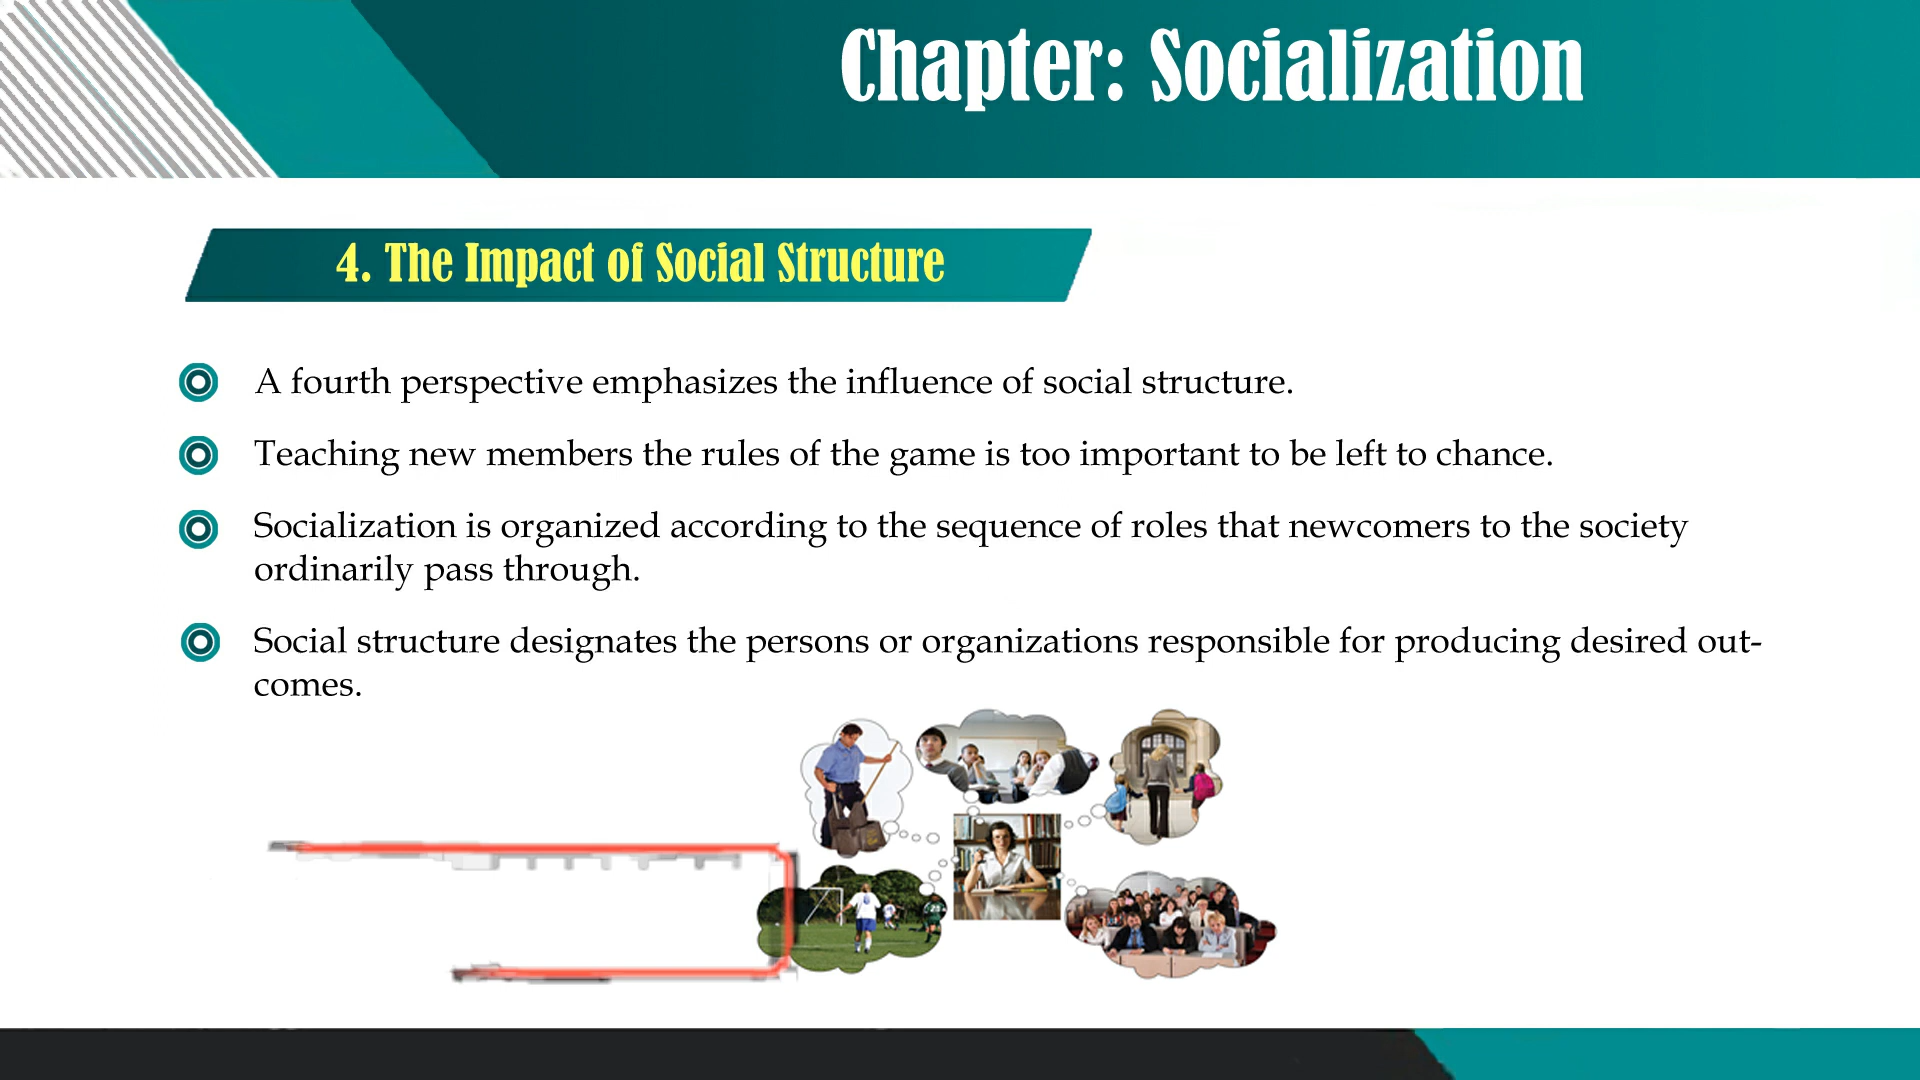 Chapter: Socialization
4. The Impact of Social Structure
A fourth perspective emphasizes the influence of social structure.
Teaching new members the rules of the game is too important to be left to chance.
Socialization is organized according to the sequence of roles that newcomers to the society
ordinarily pass through.
Social structure designates the persons or organizations responsible for producing desired out-
comes.